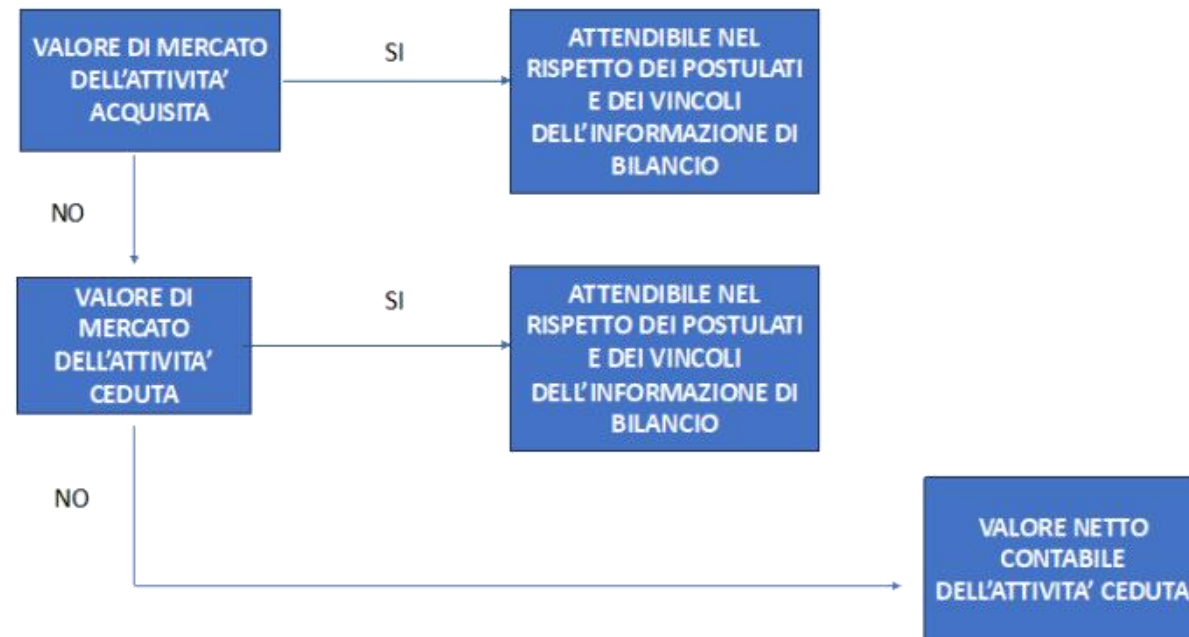 VALORE DI MERCATO
DELL'ATTIVITA'
ACQUISITA
SI
ATTENDIBILE NEL
RISPETTO DEI POSTULATI
E DEI VINCOLI
DELL'INFORMAZIONE DI
BILANCIO
NO
VALORE DI
MERCATO
DELL'ATTIVITA'
CEDUTA
SI
ATTENDIBILE NEL
RISPETTO DEI POSTULATI
E DEI VINCOLI
DELL'INFORMAZIONE DI
BILANCIO
NO
VALORE NETTO
CONTABILE
DELL'ATTIVITA' CEDUTA